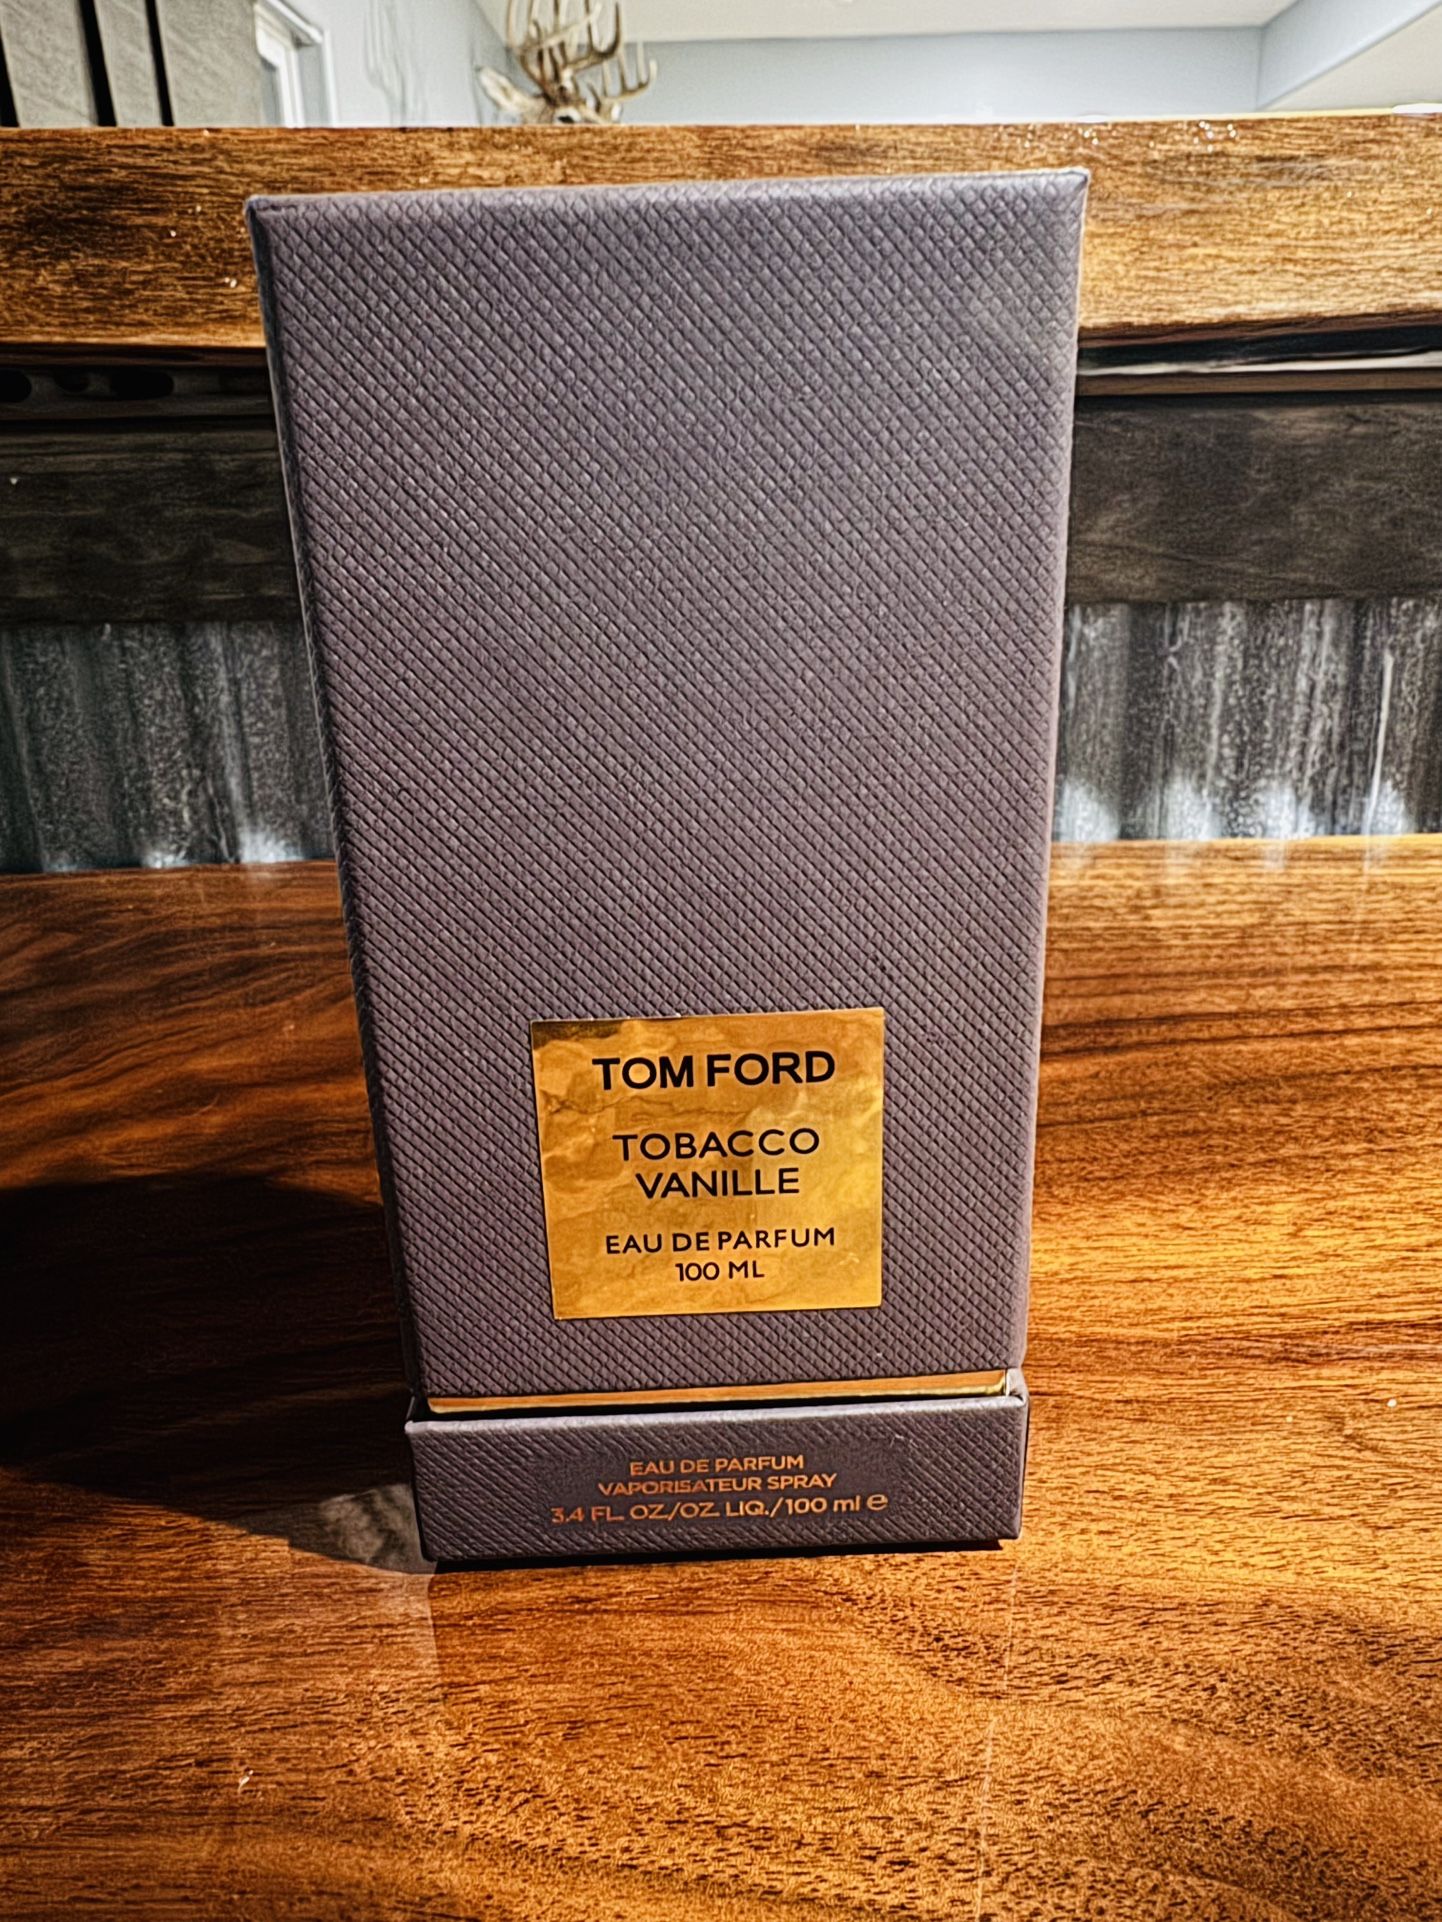 TOM FORD
TOBACCO
VANILLE
EAU DE PARFUM
100 ML
EAU DE PARFUM
VAPORISATEUR SPRAY
3.4 FL. OZ./OZ. LIQ./100 ml ℮